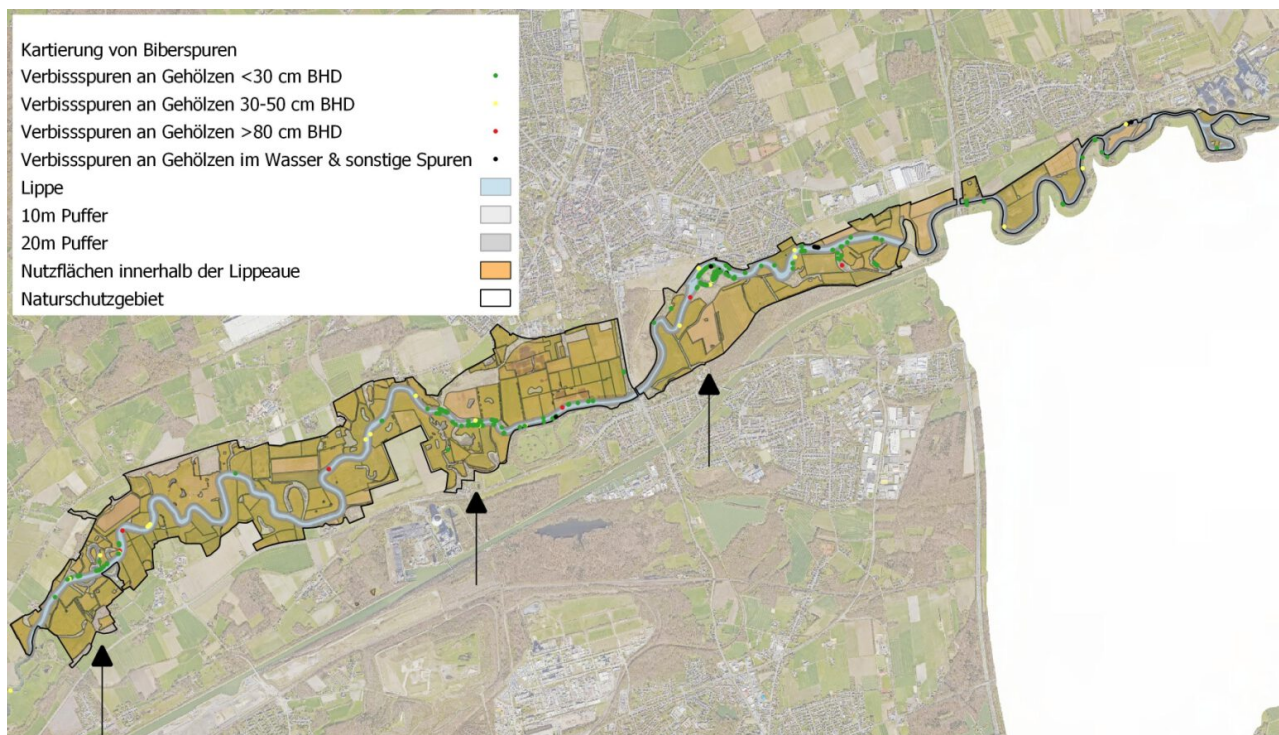 Kartierung von Biberspuren
Verbissspuren an Gehölzen <30 cm BHD
Verbissspuren an Gehölzen 30-50 cm BHD
Verbissspuren an Gehölzen >80 cm BHD
Verbissspuren an Gehölzen im Wasser & sonstige Spuren
Lippe
10m Puffer
20m Puffer
Nutzflächen innerhalb der Lippeaue
Naturschutzgebiet